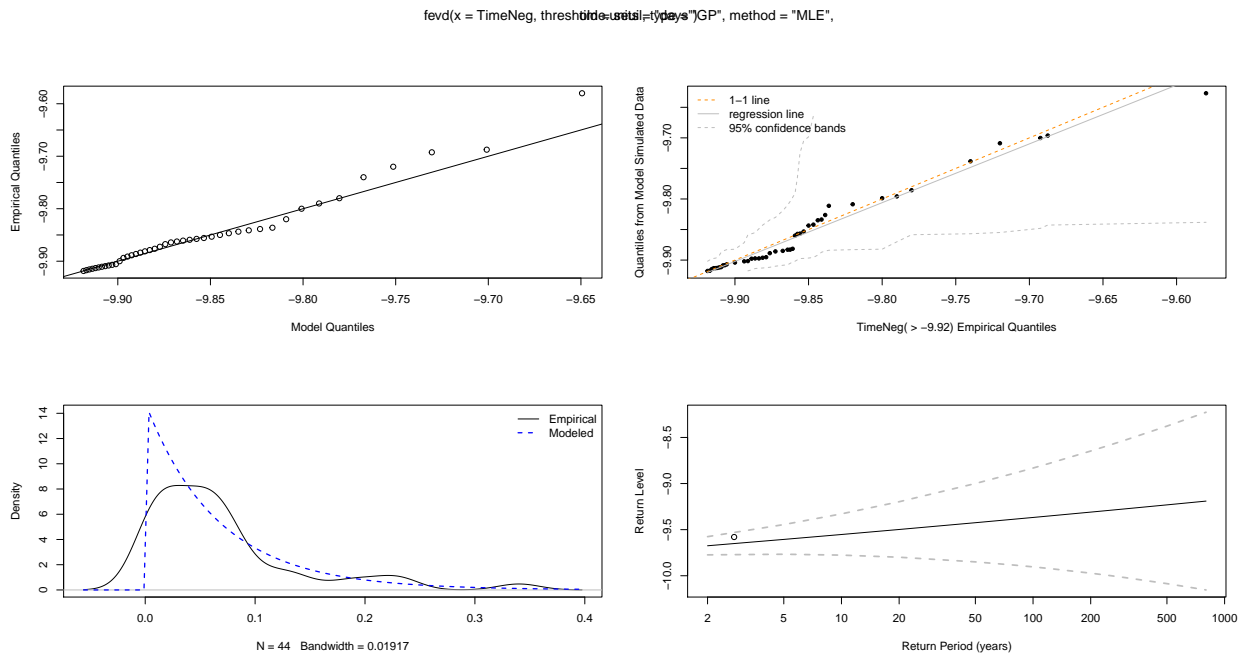 fevd(x = TimeNeg, threshold = seuil, type = "GP", method = "MLE",
time.units = "days")
−9.60
−9.70
−9.80
−9.90
Empirical Quantiles
−9.90 −9.85 −9.80 −9.75 −9.70 −9.65
Model Quantiles
1−1 line
regression line
95% confidence bands
−9.70
−9.80
−9.90
Quantiles from Model Simulated Data
−9.90 −9.85 −9.80 −9.75 −9.70 −9.65 −9.60
TimeNeg( > −9.92) Empirical Quantiles
Empirical
Modeled
14
12
10
8
6
4
2
0
Density
0.0 0.1 0.2 0.3 0.4
N = 44 Bandwidth = 0.01917
−8.5
−9.0
−9.5
−10.0
Return Level
2 5 10 20 50 100 200 500 1000
Return Period (years)